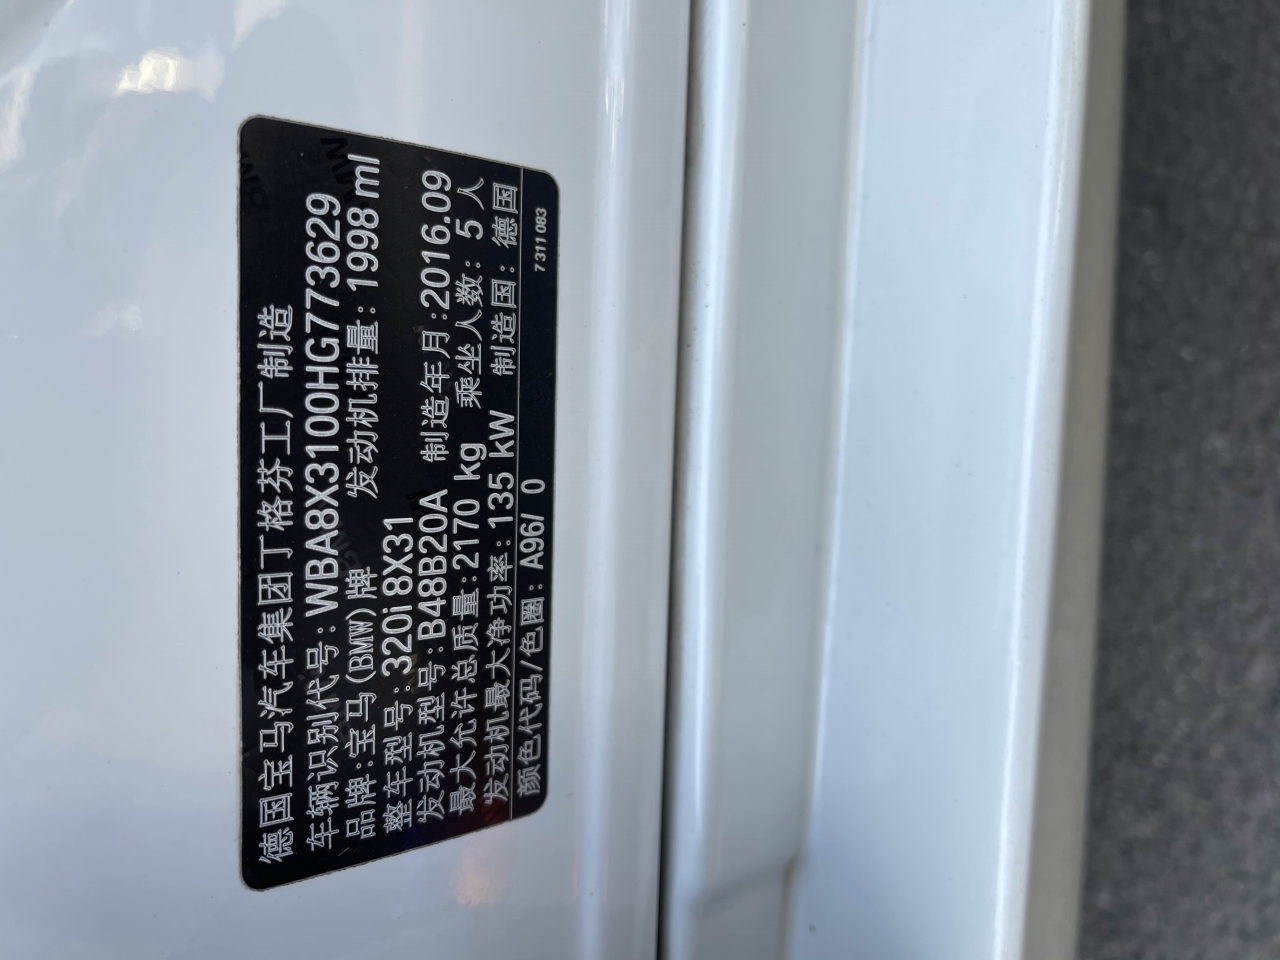 德国宝马汽车集团丁格芬工厂制造
车辆识别代号：WBA8X3100HG773629
品牌：宝马(BMW)牌 发动机排量：1998 ml
整车型号：320i 8X31
发动机型号：B48B20A 制造年月：2016.09
最大允许总质量：2170 kg 乘坐人数：5 人
发动机最大净功率：135 kW 制造国：德国
颜色代码/色圈：A96/ 0
7 311 083